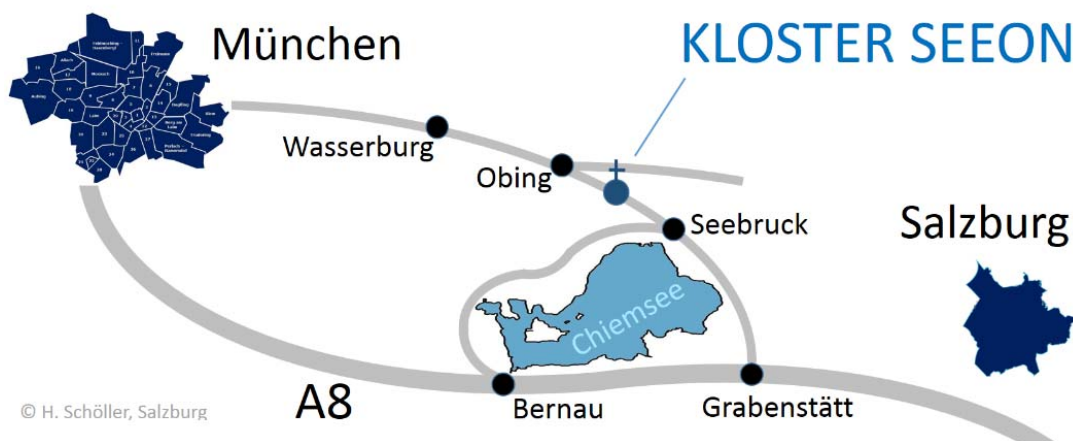 München
KLOSTER SEEON
Wasserburg
Obing
Seebruck
Salzburg
Chiemsee
A8
Bernau
Grabenstätt
© H. Schöller, Salzburg